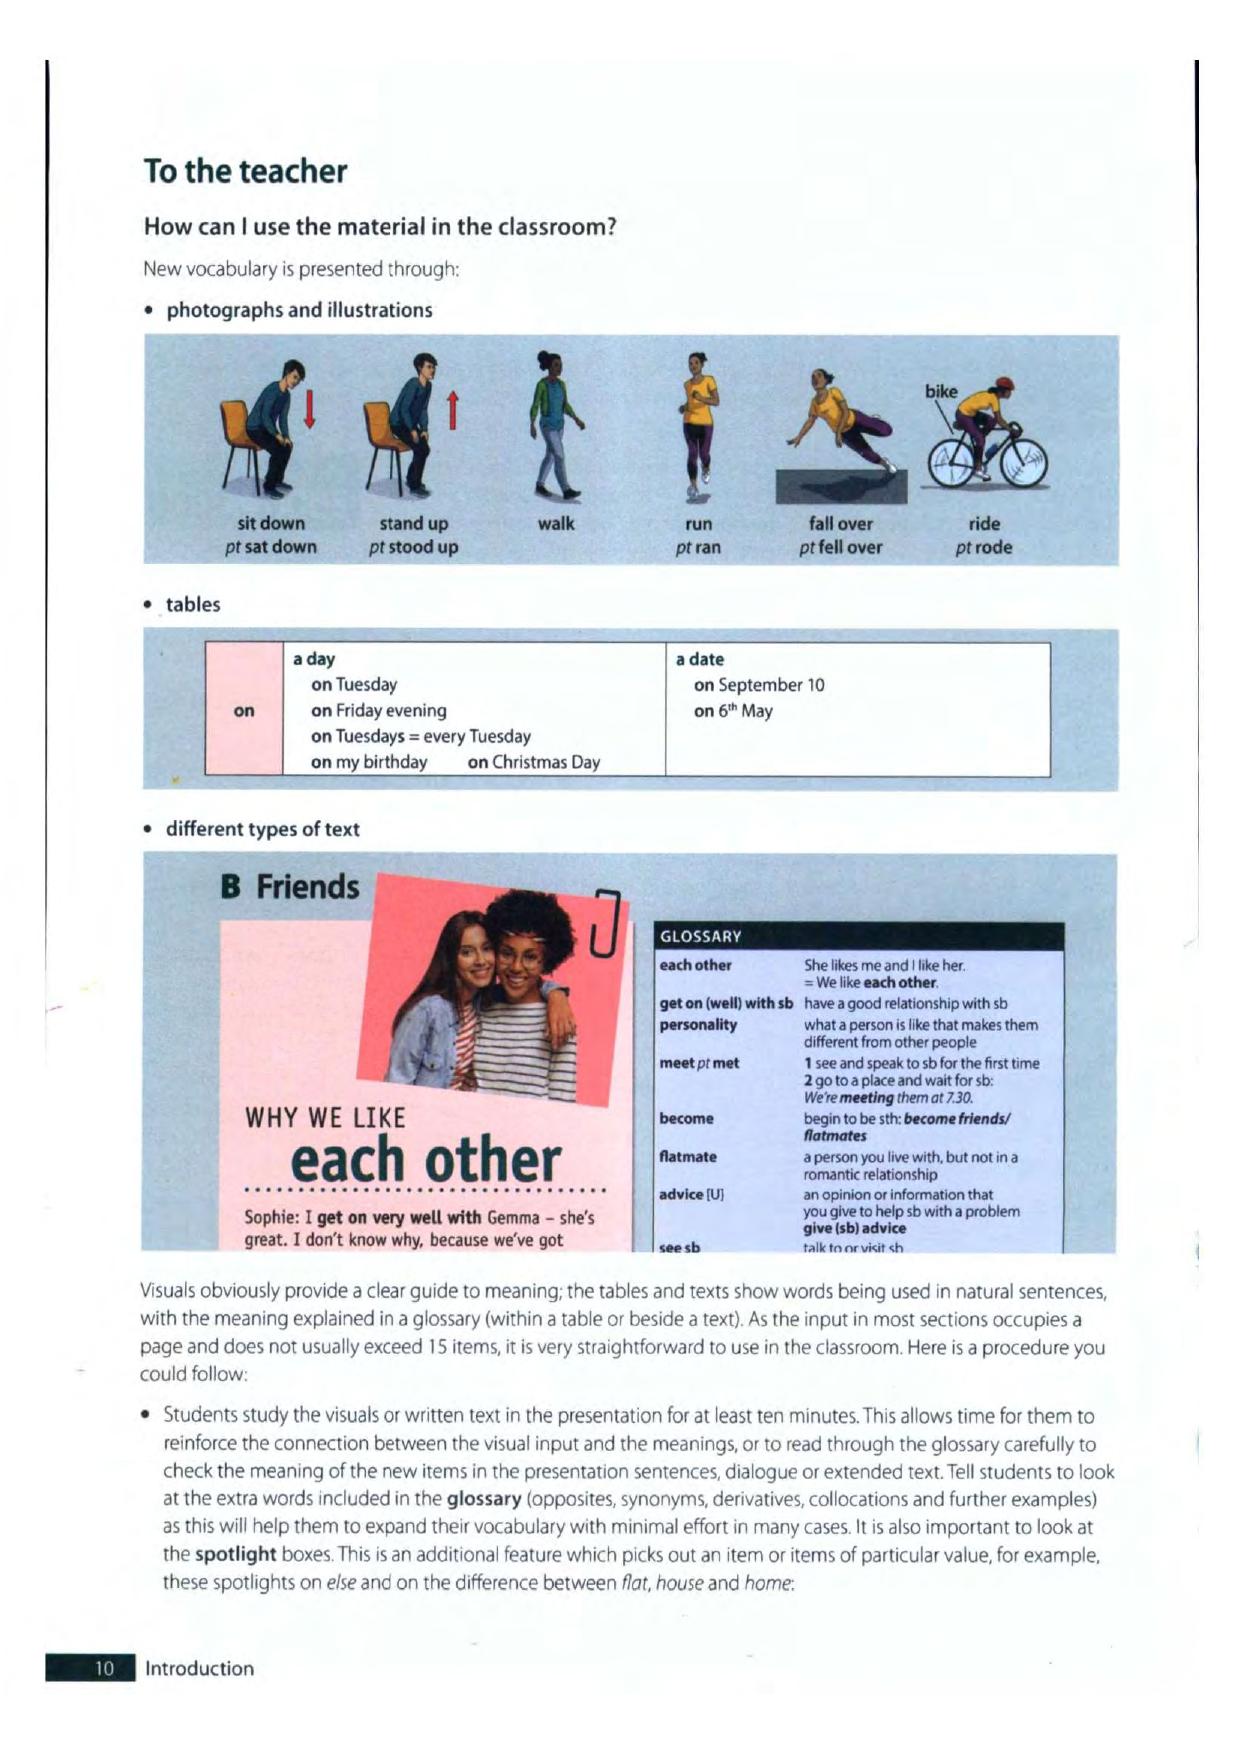 To the teacher
How can I use the material in the classroom?
New vocabulary is presented through:
• photographs and illustrations
bike
sit down
pt sat down
stand up
pt stood up
walk
run
pt ran
fall over
pt fell over
ride
pt rode
• tables
on
a day
on Tuesday
on Friday evening
on Tuesdays = every Tuesday
on my birthday on Christmas Day
a date
on September 10
on 6th May
• different types of text
B Friends
WHY WE LIKE
each other
Sophie: I get on very well with Gemma – she's
great. I don't know why, because we've got
GLOSSARY
each other She likes me and I like her.
= We like each other.
get on (well) with sb have a good relationship with sb
personality what a person is like that makes them
different from other people
meet pt met 1 see and speak to sb for the first time
2 go to a place and wait for sb:
We're meeting them at 7.30.
become begin to be sth: become friends/
flatmates
flatmate a person you live with, but not in a
romantic relationship
advice [U] an opinion or information that
you give to help sb with a problem
give (sb) advice
see sb talk to or visit sb
Visuals obviously provide a clear guide to meaning; the tables and texts show words being used in natural sentences,
with the meaning explained in a glossary (within a table or beside a text). As the input in most sections occupies a
page and does not usually exceed 15 items, it is very straightforward to use in the classroom. Here is a procedure you
could follow:
• Students study the visuals or written text in the presentation for at least ten minutes. This allows time for them to
reinforce the connection between the visual input and the meanings, or to read through the glossary carefully to
check the meaning of the new items in the presentation sentences, dialogue or extended text. Tell students to look
at the extra words included in the glossary (opposites, synonyms, derivatives, collocations and further examples)
as this will help them to expand their vocabulary with minimal effort in many cases. It is also important to look at
the spotlight boxes. This is an additional feature which picks out an item or items of particular value, for example,
these spotlights on else and on the difference between flat, house and home:
10 Introduction